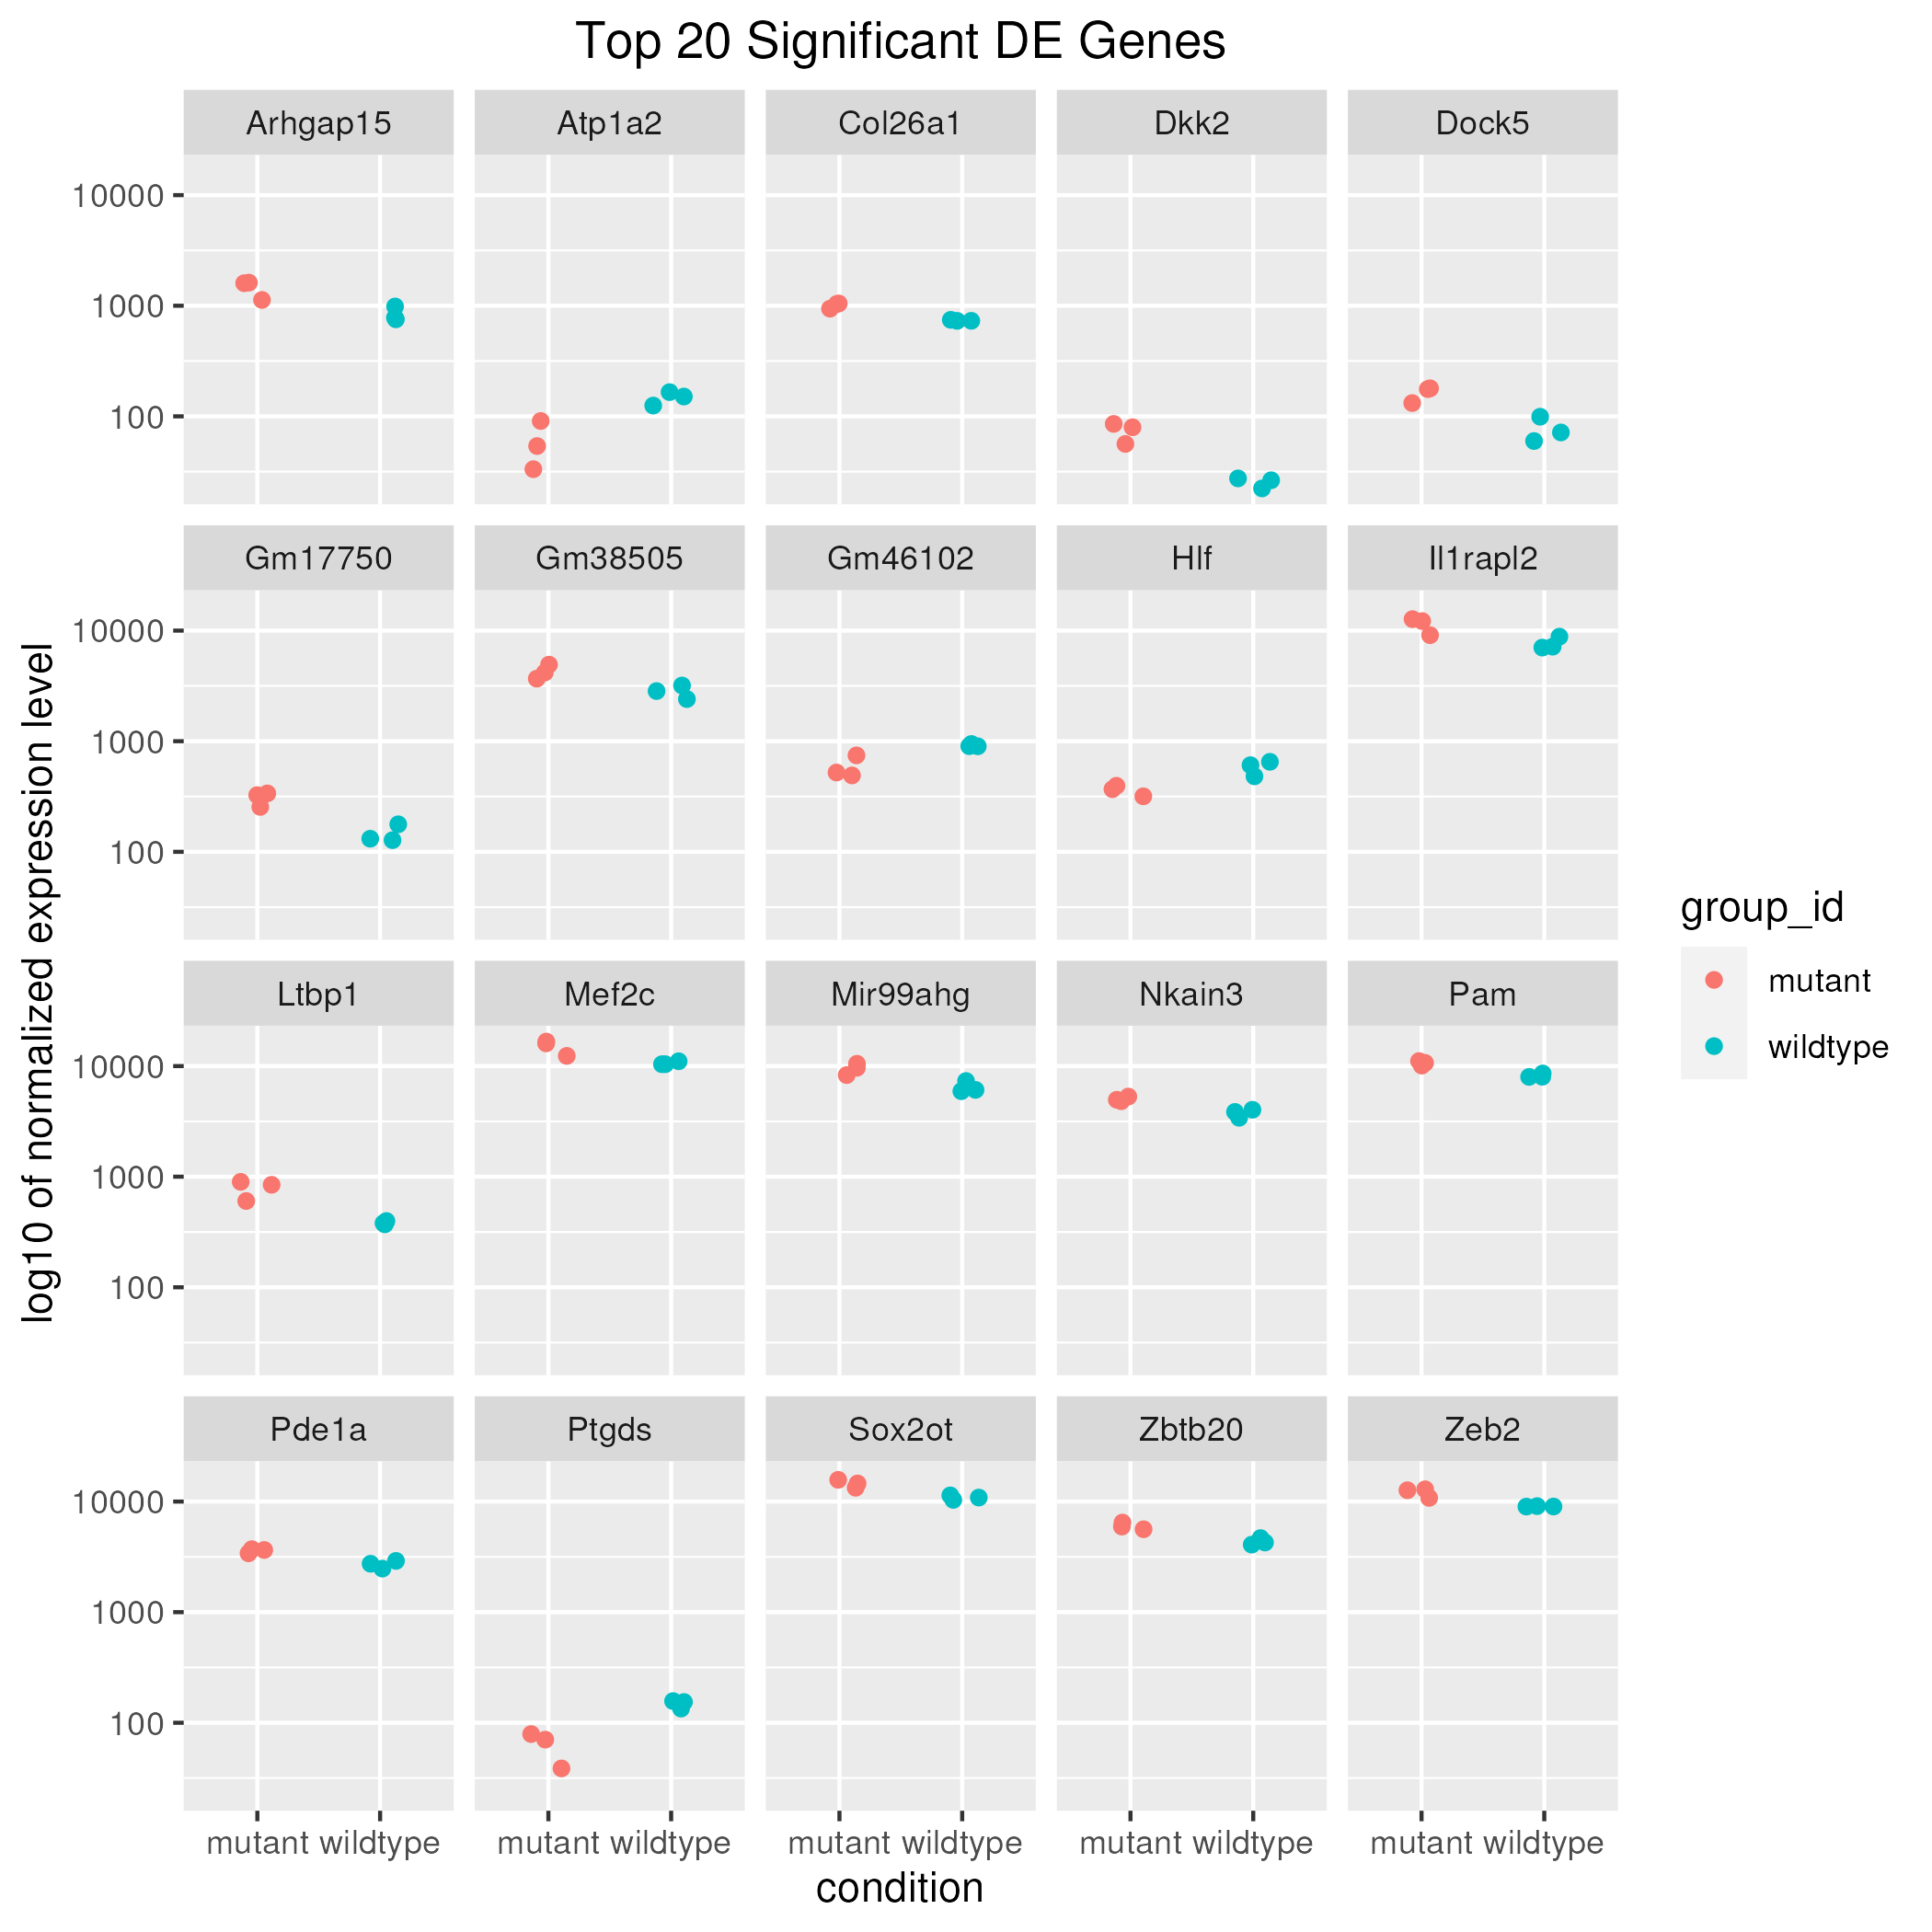 Top 20 Significant DE Genes
Arhgap15 Atp1a2 Col26a1 Dkk2 Dock5
10000
1000
100
Gm17750 Gm38505 Gm46102 Hlf Il1rapl2
10000
1000
100
Ltbp1 Mef2c Mir99ahg Nkain3 Pam
10000
1000
100
Pde1a Ptgds Sox2ot Zbtb20 Zeb2
10000
1000
100
mutant wildtype mutant wildtype mutant wildtype mutant wildtype mutant wildtype
condition
log10 of normalized expression level
group_id
mutant
wildtype